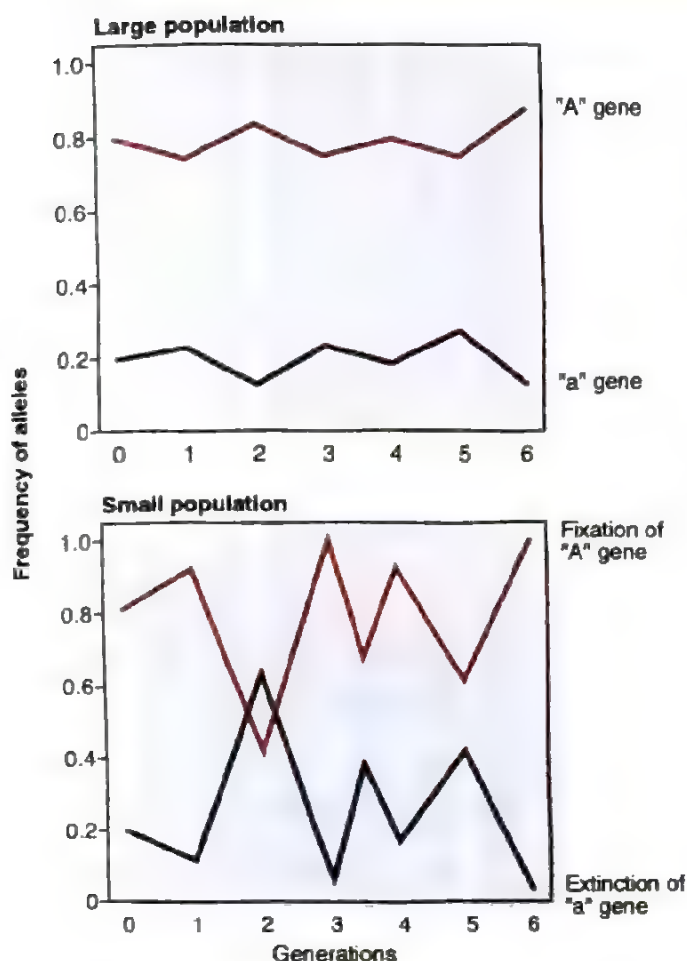 Large population
1.0
0.8
0.6
0.4
0.2
0
0 1 2 3 4 5 6
"A" gene
"a" gene
Frequency of alleles
Small population
1.0
0.8
0.6
0.4
0.2
0
0 1 2 3 4 5 6
Fixation of
"A" gene
Extinction of
"a" gene
Generations